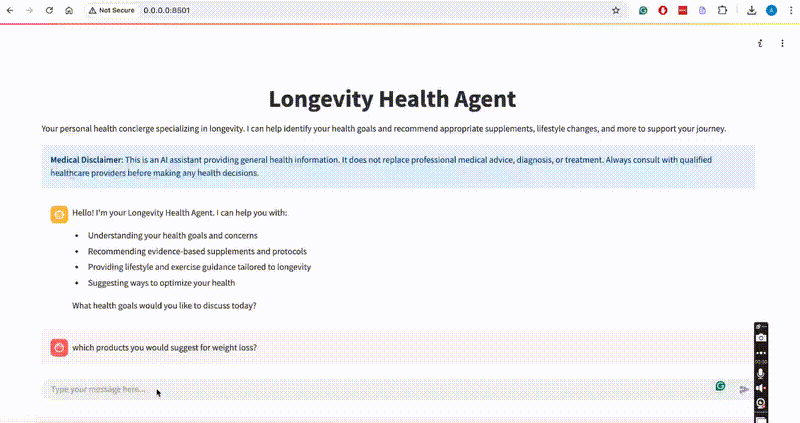 Not Secure 0.0.0.0:8501
Longevity Health Agent
Your personal health concierge specializing in longevity. I can help identify your health goals and recommend appropriate supplements, lifestyle changes, and more to support your journey.
Medical Disclaimer: This is an AI assistant providing general health information. It does not replace professional medical advice, diagnosis, or treatment. Always consult with qualified
healthcare providers before making any health decisions.
Hello! I'm your Longevity Health Agent. I can help you with:
• Understanding your health goals and concerns
• Recommending evidence-based supplements and protocols
• Providing lifestyle and exercise guidance tailored to longevity
• Suggesting ways to optimize your health
What health goals would you like to discuss today?
which products you would suggest for weight loss?
Type your message here...